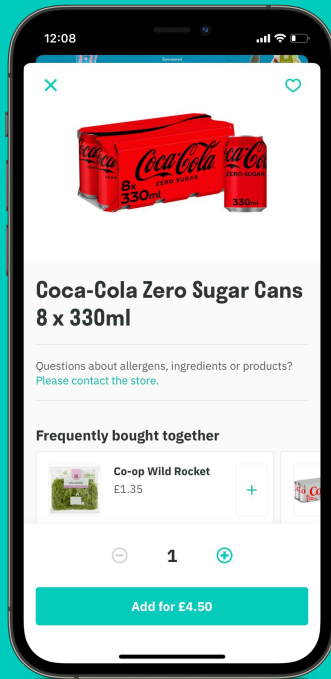 12:08
Sponsored
Coca-Cola
ZERO SUGAR
8x
330ml
Coca-Cola
ZERO SUGAR
330ml
Coca-Cola Zero Sugar Cans
8 x 330ml
Questions about allergens, ingredients or products?
Please contact the store.
Frequently bought together
Co-op Wild Rocket
£1.35
+
1
Add for £4.50